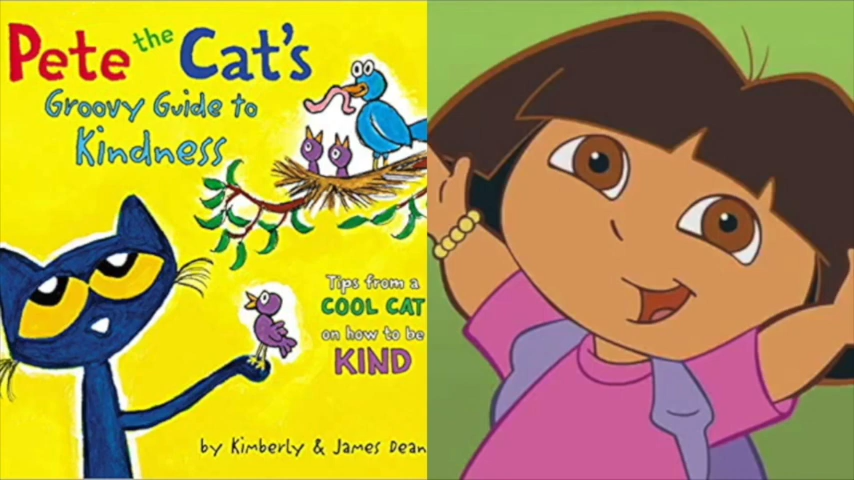 Pete the Cat's
Groovy Guide to
Kindness
Tips from a
COOL CAT
on how to be
KIND
by Kimberly & James Dean